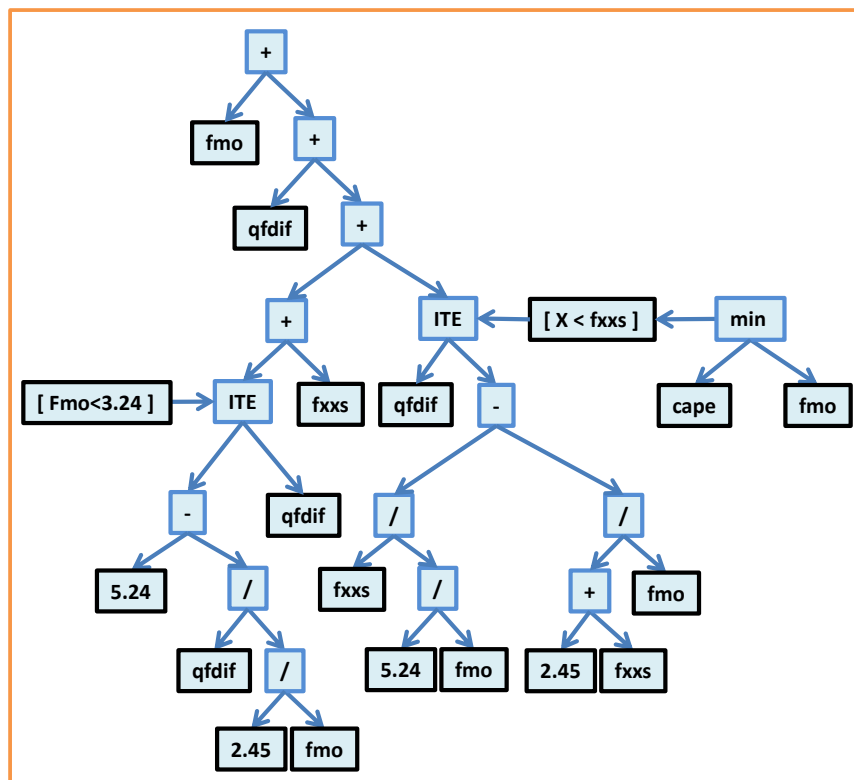 +
fmo
+
qfdif
+
+
ITE
[ X < fxxs ]
min
[ Fmo<3.24 ]
ITE
fxxs
qfdif
-
cape
fmo
-
qfdif
/
/
5.24
/
fxxs
/
+
fmo
qfdif
/
5.24
fmo
2.45
fxxs
2.45
fmo